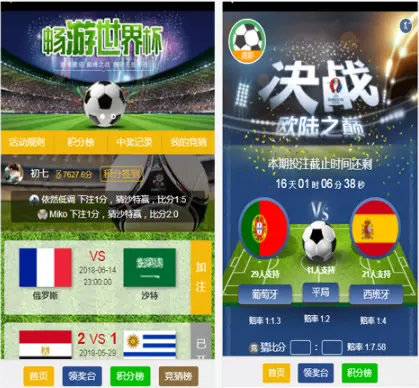 畅游世界杯
活动规则 积分榜 中奖记录 我的竞猜
初七 7627.6分 积分签到
依然低调 下注1分，猜沙特赢，比分1.5
Miko 下注1分，猜沙特赢，比分2.0
VS
2018-06-14
23:00:00
俄罗斯 沙特
加注
2 VS 1
2018-05-29
已
首页 领奖台 积分榜 竞猜榜
决战
欧陆之巅
本期投注截止时间还剩
16 天 01 时 06 分 38 秒
VS
29人支持 11人支持 21人支持
葡萄牙 平局 西班牙
赔率 1:1.3 赔率 1:2 赔率 1:4
竞 猜比分 : 赔率 1:7.58
首页 领奖台 积分榜